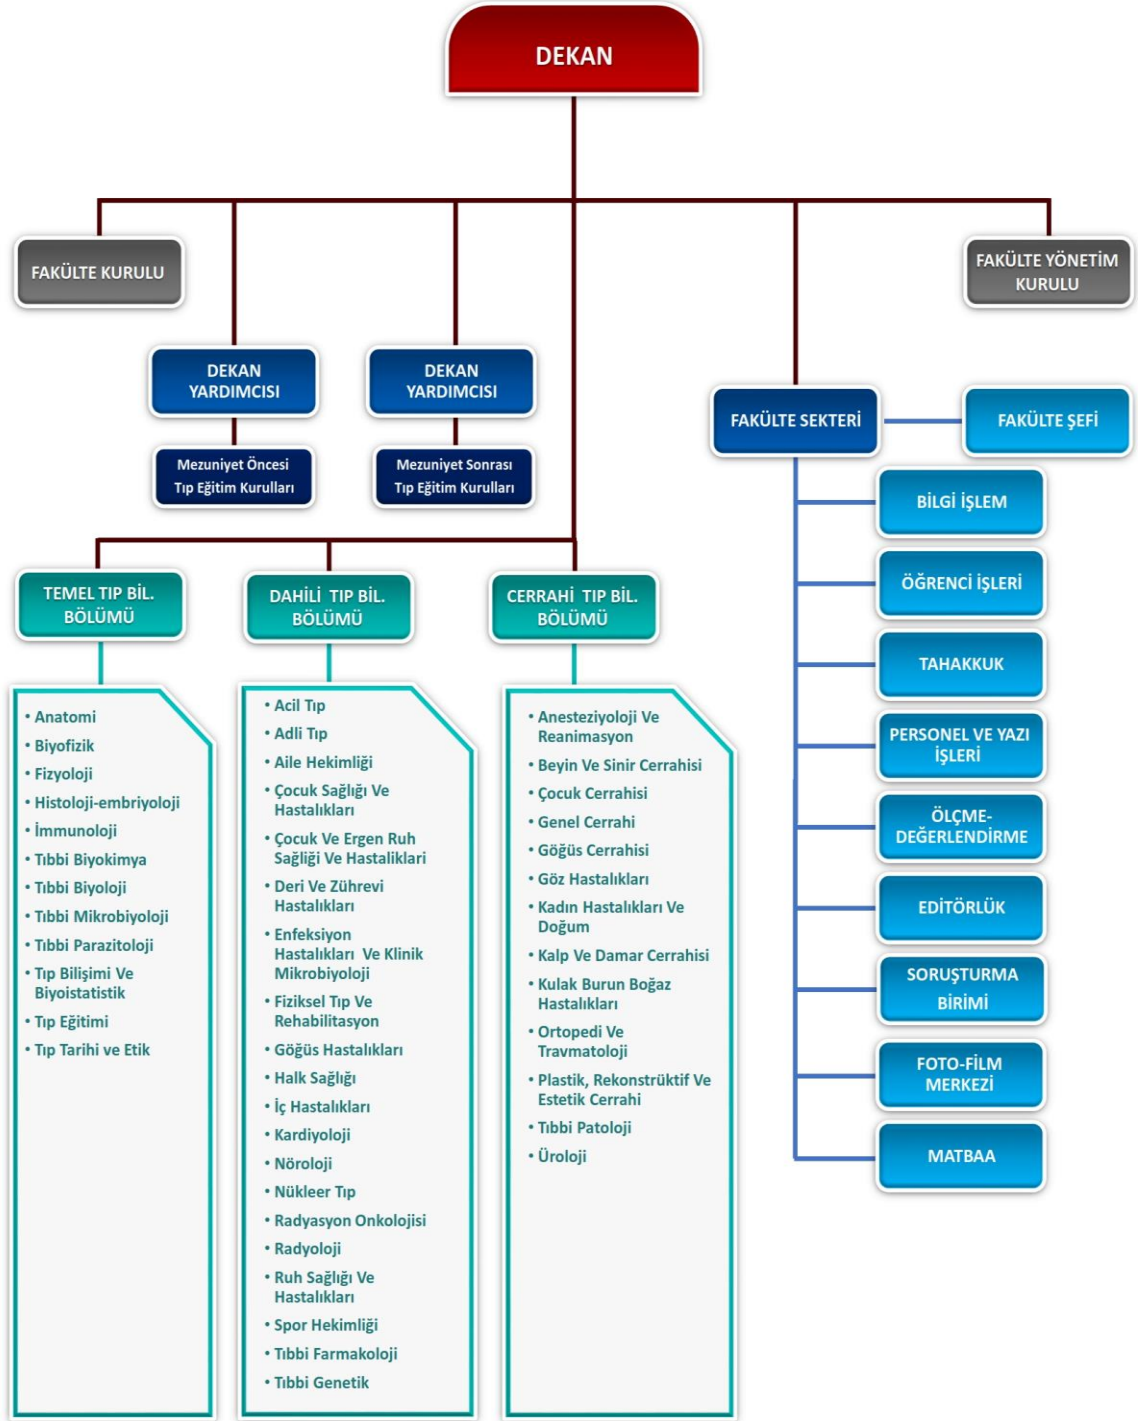 DEKAN
FAKÜLTE KURULU
FAKÜLTE YÖNETİM
KURULU
DEKAN
YARDIMCISI
DEKAN
YARDIMCISI
Mezuniyet Öncesi
Tıp Eğitim Kurulları
Mezuniyet Sonrası
Tıp Eğitim Kurulları
FAKÜLTE SEKTERİ
FAKÜLTE ŞEFİ
BİLGİ İŞLEM
ÖĞRENCİ İŞLERİ
TAHAKKUK
PERSONEL VE YAZI
İŞLERİ
ÖLÇME-
DEĞERLENDİRME
EDİTÖRLÜK
SORUŞTURMA
BİRİMİ
FOTO-FİLM
MERKEZİ
MATBAA
TEMEL TIP BİL.
BÖLÜMÜ
• Anatomi
• Biyofizik
• Fizyoloji
• Histoloji-embriyoloji
• İmmunoloji
• Tıbbi Biyokimya
• Tıbbi Biyoloji
• Tıbbi Mikrobiyoloji
• Tıbbi Parazitoloji
• Tıp Bilişimi Ve
Biyoistatistik
• Tıp Eğitimi
• Tıp Tarihi ve Etik
DAHİLİ TIP BİL.
BÖLÜMÜ
• Acil Tıp
• Adli Tıp
• Aile Hekimliği
• Çocuk Sağlığı Ve
Hastalıkları
• Çocuk Ve Ergen Ruh
Sağliği Ve Hastaliklari
• Deri Ve Zührevi
Hastalıkları
• Enfeksiyon
Hastalıkları Ve Klinik
Mikrobiyoloji
• Fiziksel Tıp Ve
Rehabilitasyon
• Göğüs Hastalıkları
• Halk Sağlığı
• İç Hastalıkları
• Kardiyoloji
• Nöroloji
• Nükleer Tıp
• Radyasyon Onkolojisi
• Radyoloji
• Ruh Sağlığı Ve
Hastalıkları
• Spor Hekimliği
• Tıbbi Farmakoloji
• Tıbbi Genetik
CERRAHİ TIP BİL.
BÖLÜMÜ
• Anesteziyoloji Ve
Reanimasyon
• Beyin Ve Sinir Cerrahisi
• Çocuk Cerrahisi
• Genel Cerrahi
• Göğüs Cerrahisi
• Göz Hastalıkları
• Kadın Hastalıkları Ve
Doğum
• Kalp Ve Damar Cerrahisi
• Kulak Burun Boğaz
Hastalıkları
• Ortopedi Ve
Travmatoloji
• Plastik, Rekonstrüktif Ve
Estetik Cerrahi
• Tıbbi Patoloji
• Üroloji